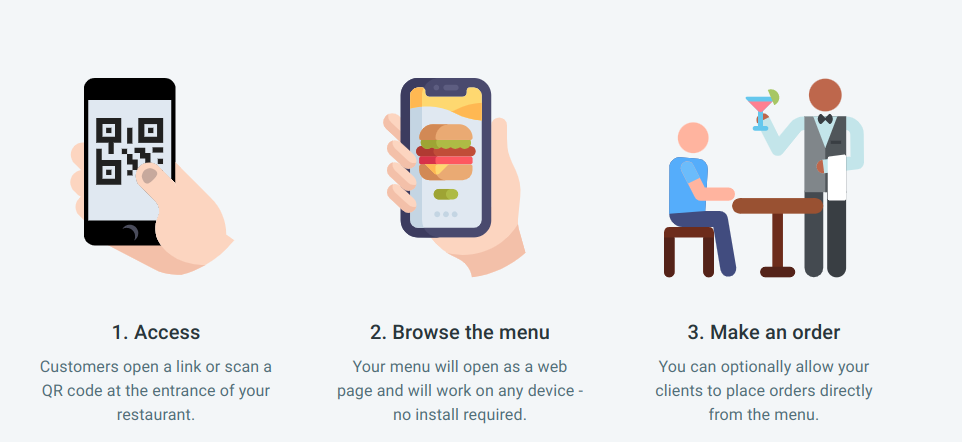 1. Access
Customers open a link or scan a
QR code at the entrance of your
restaurant.
2. Browse the menu
Your menu will open as a web
page and will work on any device -
no install required.
3. Make an order
You can optionally allow your
clients to place orders directly
from the menu.